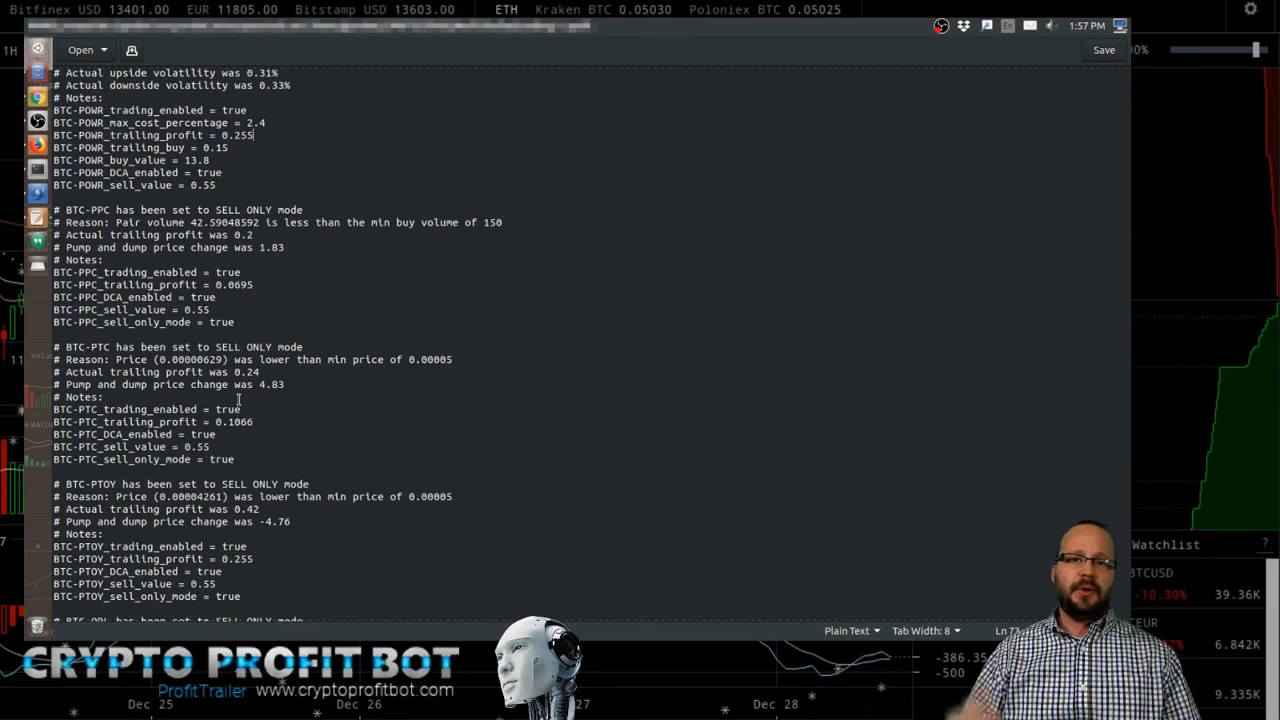 Bitfinex USD 13401.00 EUR 11805.00 Bitstamp USD 13603.00 ETH Kraken BTC 0.05030 Poloniex BTC 0.05025
En 1:57 PM
1H Open Save 0%
# Actual upside volatility was 0.31%
# Actual downside volatility was 0.33%
# Notes:
BTC-POWR_trading_enabled = true
BTC-POWR_max_cost_percentage = 2.4
BTC-POWR_trailing_profit = 0.255
BTC-POWR_trailing_buy = 0.15
BTC-POWR_buy_value = 13.8
BTC-POWR_DCA_enabled = true
BTC-POWR_sell_value = 0.55
# BTC-PPC has been set to SELL ONLY mode
# Reason: Pair volume 42.59048592 is less than the min buy volume of 150
# Actual trailing profit was 0.2
# Pump and dump price change was 1.83
# Notes:
BTC-PPC_trading_enabled = true
BTC-PPC_trailing_profit = 0.0695
BTC-PPC_DCA_enabled = true
BTC-PPC_sell_value = 0.55
BTC-PPC_sell_only_mode = true
# BTC-PTC has been set to SELL ONLY mode
# Reason: Price (0.00000629) was lower than min price of 0.00005
# Actual trailing profit was 0.24
# Pump and dump price change was 4.83
# Notes:
BTC-PTC_trading_enabled = true
BTC-PTC_trailing_profit = 0.1066
BTC-PTC_DCA_enabled = true
BTC-PTC_sell_value = 0.55
BTC-PTC_sell_only_mode = true
# BTC-PTOY has been set to SELL ONLY mode
# Reason: Price (0.00004261) was lower than min price of 0.00005
# Actual trailing profit was 0.42
# Pump and dump price change was -4.76
# Notes:
BTC-PTOY_trading_enabled = true
BTC-PTOY_trailing_profit = 0.255
BTC-PTOY_DCA_enabled = true
BTC-PTOY_sell_value = 0.55
BTC-PTOY_sell_only_mode = true
Plain Text Tab Width: 8
Watchlist ?
BTCUSD
-10.30% 39.36K
6.842K
9.335K
-386.35
-500
CRYPTO PROFIT BOT
ProfitTrailer www.cryptoprofitbot.com
Dec 25 Dec 26 27 Dec 28